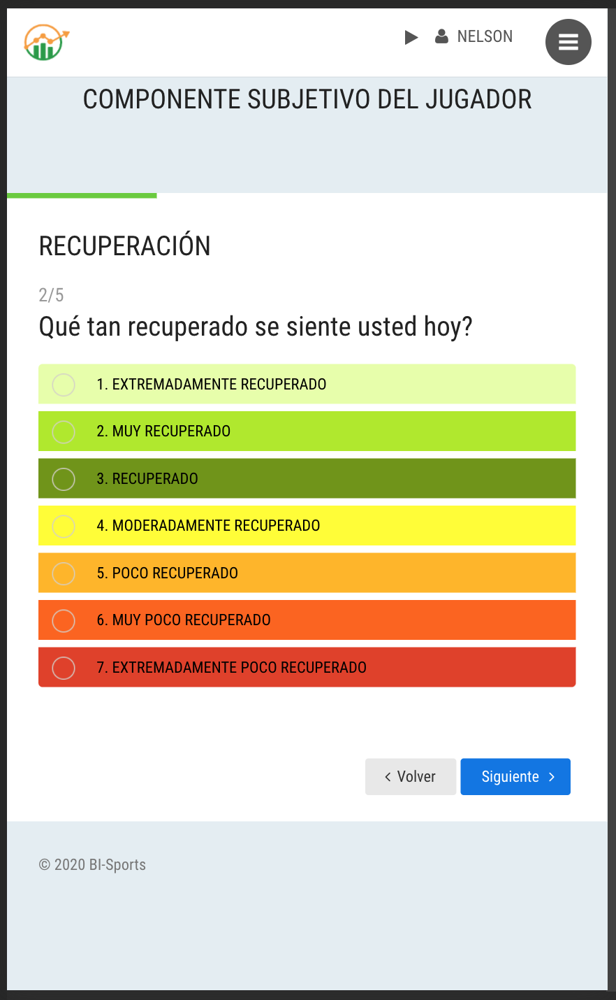 NELSON
COMPONENTE SUBJETIVO DEL JUGADOR
RECUPERACIÓN
2/5
Qué tan recuperado se siente usted hoy?
1. EXTREMADAMENTE RECUPERADO
2. MUY RECUPERADO
3. RECUPERADO
4. MODERADAMENTE RECUPERADO
5. POCO RECUPERADO
6. MUY POCO RECUPERADO
7. EXTREMADAMENTE POCO RECUPERADO
Volver
Siguiente
© 2020 BI-Sports